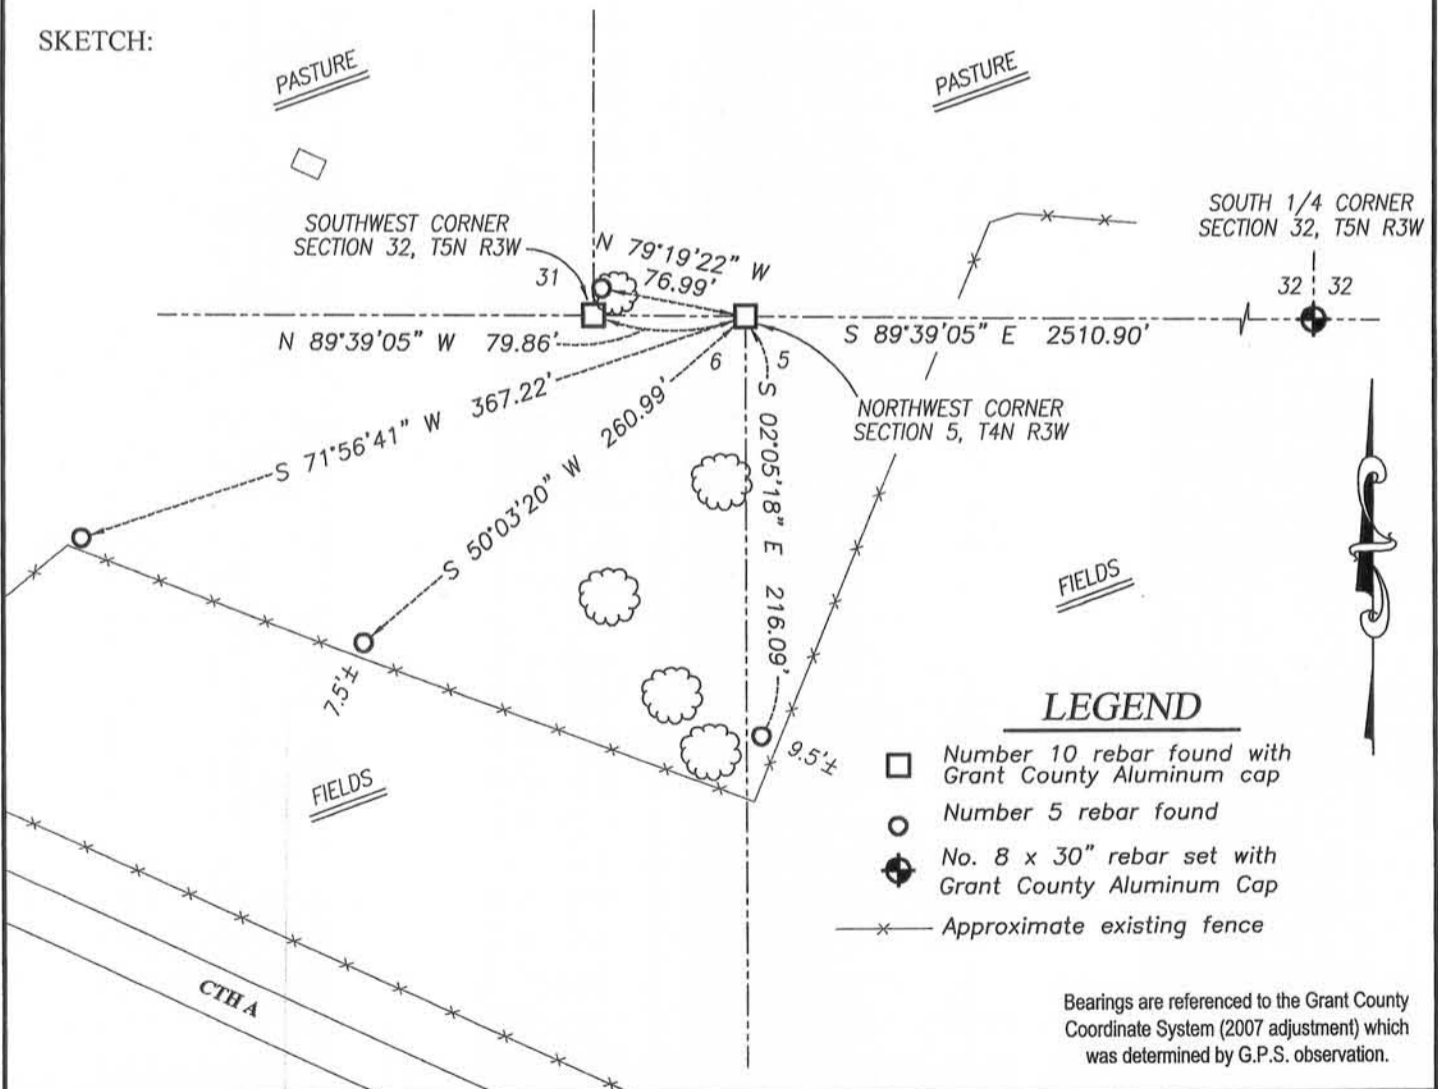 SKETCH:
PASTURE
PASTURE
SOUTHWEST CORNER
SECTION 32, T5N R3W
SOUTH 1/4 CORNER
SECTION 32, T5N R3W
N 79°19'22" W
76.99'
31
32
32
N 89°39'05" W 79.86'
S 89°39'05" E 2510.90'
6
5
S 71°56'41" W 367.22'
S 50°03'20" W 260.99'
S 02°05'18" E 216.09'
NORTHWEST CORNER
SECTION 5, T4N R3W
FIELDS
7.5'±
9.5'±
FIELDS
LEGEND
Number 10 rebar found with
Grant County Aluminum cap
Number 5 rebar found
No. 8 x 30" rebar set with
Grant County Aluminum Cap
Approximate existing fence
CTH A
Bearings are referenced to the Grant County
Coordinate System (2007 adjustment) which
was determined by G.P.S. observation.